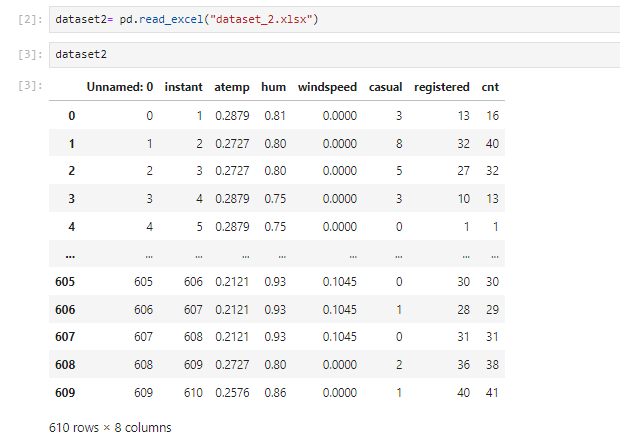 [2]: dataset2= pd.read_excel("dataset_2.xlsx")
[3]: dataset2
[3]: Unnamed: 0 instant atemp hum windspeed casual registered cnt
0 0 1 0.2879 0.81 0.0000 3 13 16
1 1 2 0.2727 0.80 0.0000 8 32 40
2 2 3 0.2727 0.80 0.0000 5 27 32
3 3 4 0.2879 0.75 0.0000 3 10 13
4 4 5 0.2879 0.75 0.0000 0 1 1
... ... ... ... ... ... ... ... ...
605 605 606 0.2121 0.93 0.1045 0 30 30
606 606 607 0.2121 0.93 0.1045 1 28 29
607 607 608 0.2121 0.93 0.1045 0 31 31
608 608 609 0.2727 0.80 0.0000 2 36 38
609 609 610 0.2576 0.86 0.0000 1 40 41
610 rows × 8 columns